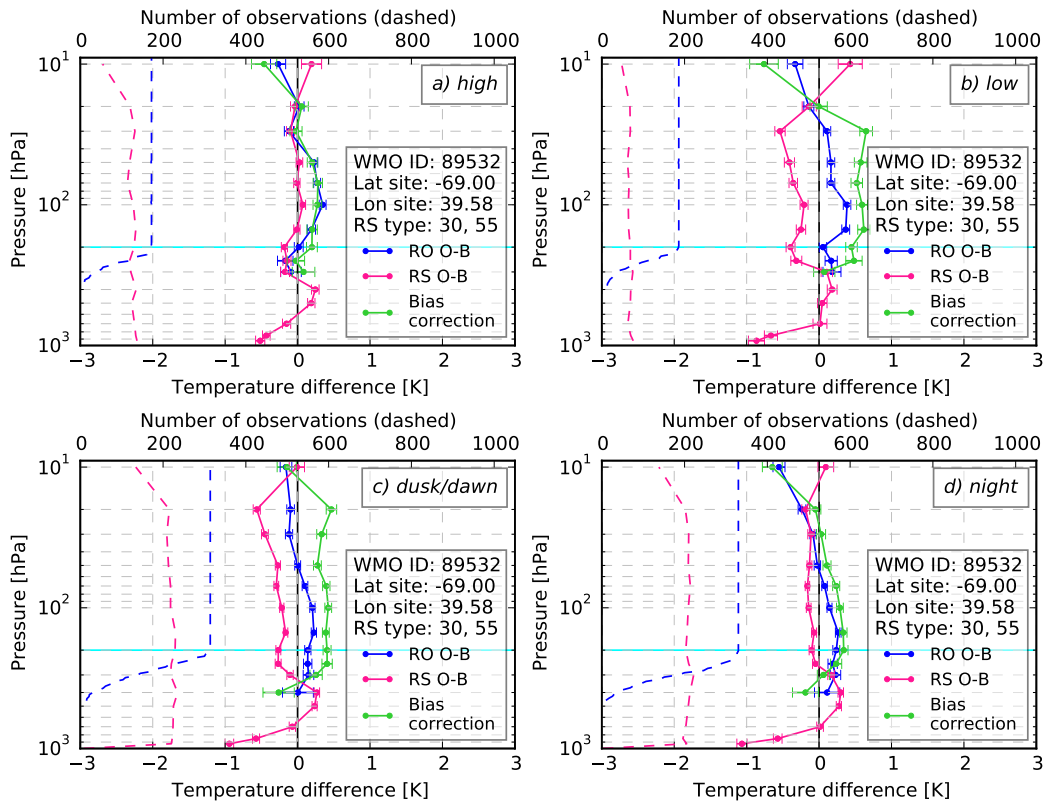 Number of observations (dashed)
0 200 400 600 800 1000
a) high
10¹
10²
10³
Pressure [hPa]
WMO ID: 89532
Lat site: -69.00
Lon site: 39.58
RS type: 30, 55
RO O-B
RS O-B
Bias
correction
−3 −2 −1 0 1 2 3
Temperature difference [K]
Number of observations (dashed)
0 200 400 600 800 1000
b) low
10¹
10²
10³
Pressure [hPa]
WMO ID: 89532
Lat site: -69.00
Lon site: 39.58
RS type: 30, 55
RO O-B
RS O-B
Bias
correction
−3 −2 −1 0 1 2 3
Temperature difference [K]
Number of observations (dashed)
0 200 400 600 800 1000
c) dusk/dawn
10¹
10²
10³
Pressure [hPa]
WMO ID: 89532
Lat site: -69.00
Lon site: 39.58
RS type: 30, 55
RO O-B
RS O-B
Bias
correction
−3 −2 −1 0 1 2 3
Temperature difference [K]
Number of observations (dashed)
0 200 400 600 800 1000
d) night
10¹
10²
10³
Pressure [hPa]
WMO ID: 89532
Lat site: -69.00
Lon site: 39.58
RS type: 30, 55
RO O-B
RS O-B
Bias
correction
−3 −2 −1 0 1 2 3
Temperature difference [K]